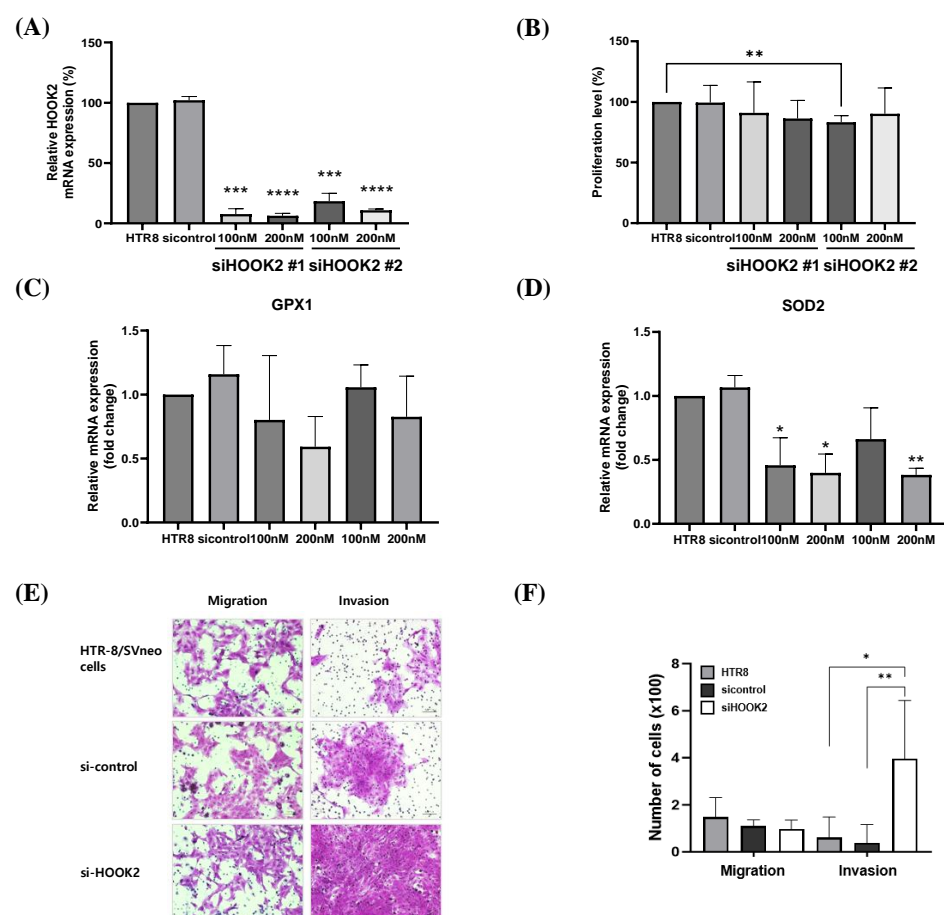 (A)
150
100
50
0
Relative HOOK2
mRNA expression (%)
***
****
***
****
HTR8 sicontrol 100nM 200nM 100nM 200nM
siHOOK2 #1 siHOOK2 #2
(B)
150
100
50
0
Proliferation level (%)
**
HTR8 sicontrol 100nM 200nM 100nM 200nM
siHOOK2 #1 siHOOK2 #2
(C)
GPX1
1.5
1.0
0.5
0.0
Relative mRNA expression
(fold change)
HTR8 sicontrol 100nM 200nM 100nM 200nM
(D)
SOD2
1.5
1.0
0.5
0.0
Relative mRNA expression
(fold change)
*
*
**
HTR8 sicontrol 100nM 200nM 100nM 200nM
(E)
Migration Invasion
HTR-8/SVneo
cells
si-control
si-HOOK2
(F)
8
6
4
2
0
Number of cells (x100)
HTR8
sicontrol
siHOOK2
*
**
Migration Invasion